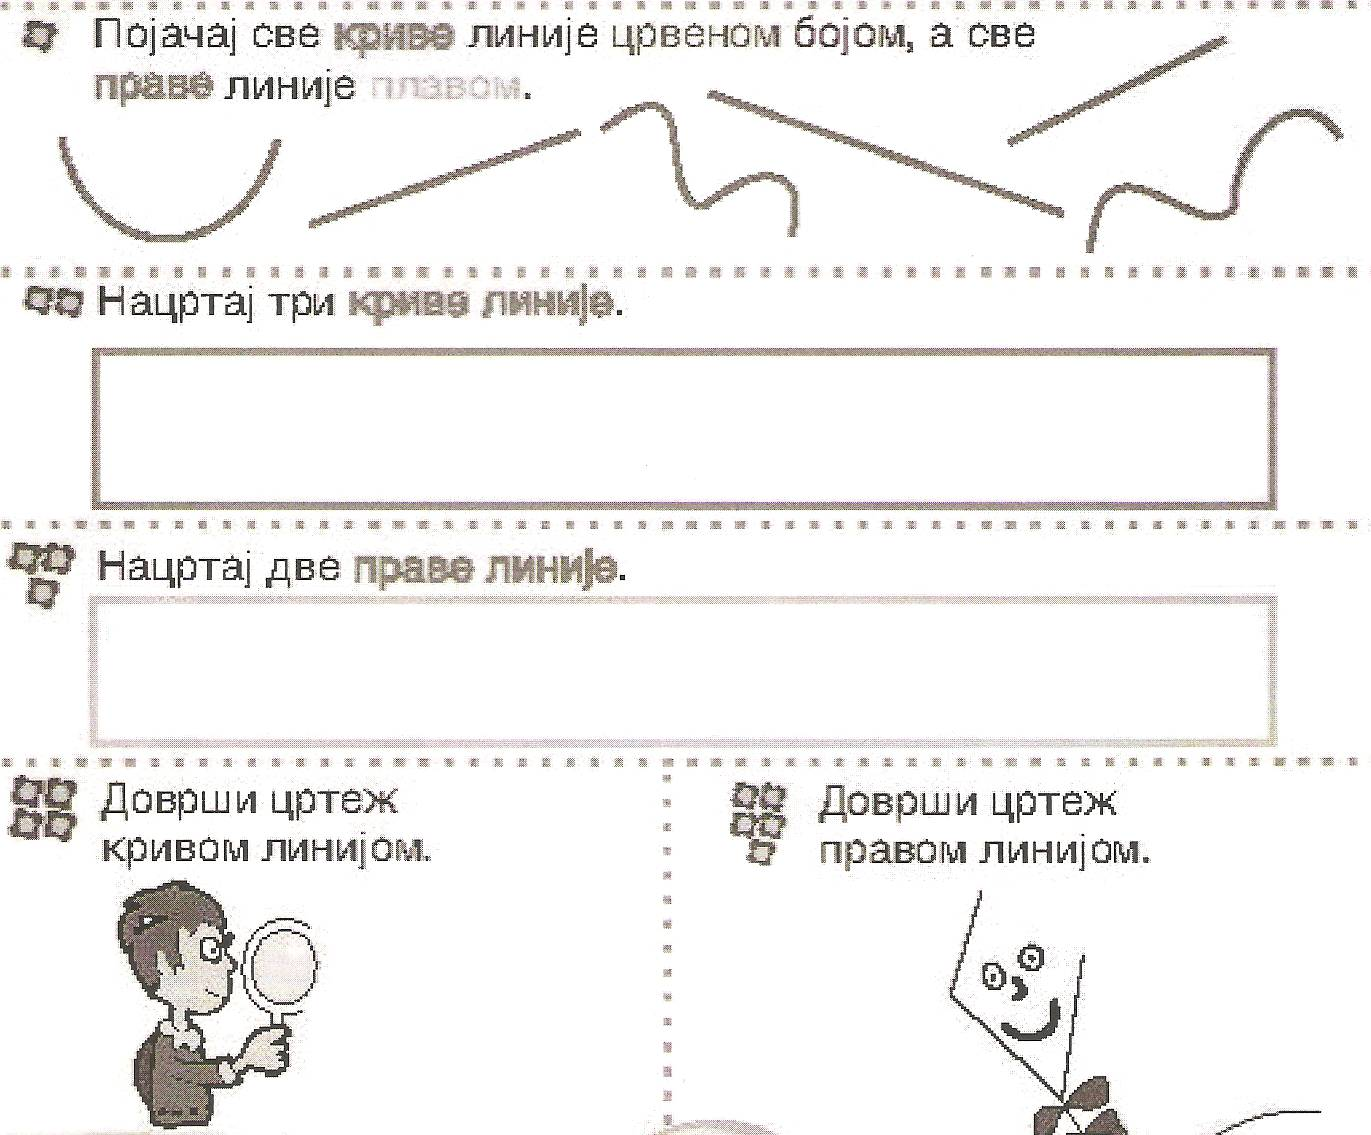 Појачај све криве линије црвеном бојом, а све
праве линије плавом.
Нацртај три криве линије.
Нацртај две праве линије.
Доврши цртеж
кривом линијом.
Доврши цртеж
правом линијом.